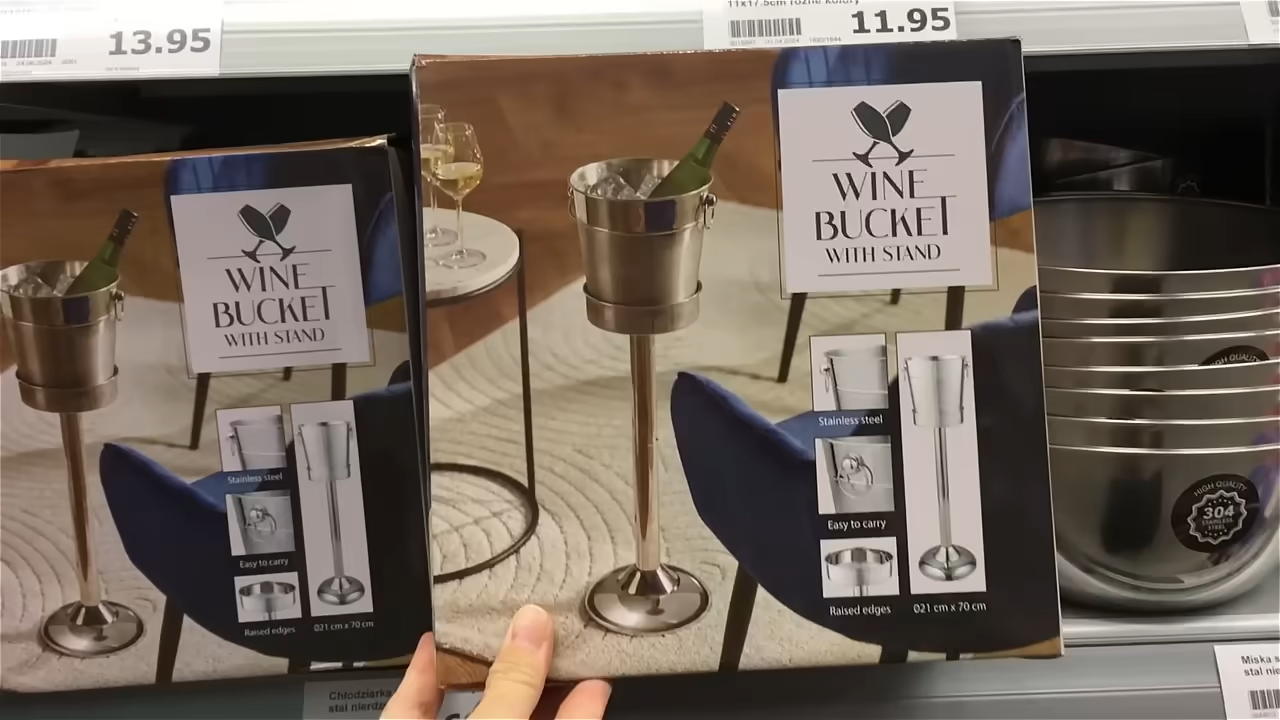 13.95
11x17.5cm różne kolory
11.95
WINE
BUCKET
WITH STAND
Stainless steel
Easy to carry
Raised edges
Ø21 cm x 70 cm
WINE
BUCKET
WITH STAND
Stainless steel
Easy to carry
Raised edges
Ø21 cm x 70 cm
HIGH QUALITY
HIGH QUALITY
304
STAINLESS
STEEL
Chłodziarka
stal nierdz
Miska s
stal nie